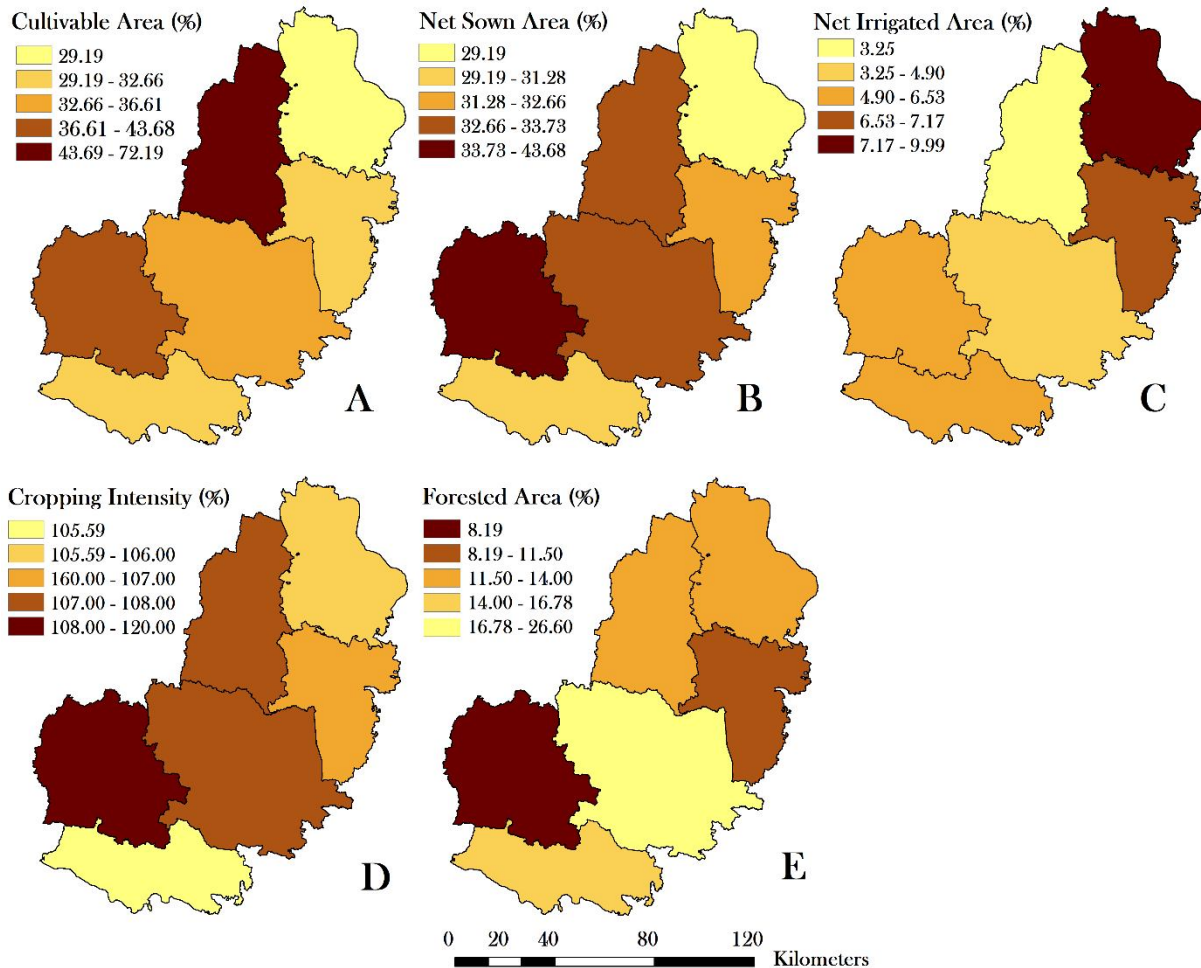 Cultivable Area (%)
29.19
29.19 - 32.66
32.66 - 36.61
36.61 - 43.68
43.69 - 72.19
A
Net Sown Area (%)
29.19
29.19 - 31.28
31.28 - 32.66
32.66 - 33.73
33.73 - 43.68
B
Net Irrigated Area (%)
3.25
3.25 - 4.90
4.90 - 6.53
6.53 - 7.17
7.17 - 9.99
C
Cropping Intensity (%)
105.59
105.59 - 106.00
160.00 - 107.00
107.00 - 108.00
108.00 - 120.00
D
Forested Area (%)
8.19
8.19 - 11.50
11.50 - 14.00
14.00 - 16.78
16.78 - 26.60
E
0 20 40 80 120
Kilometers